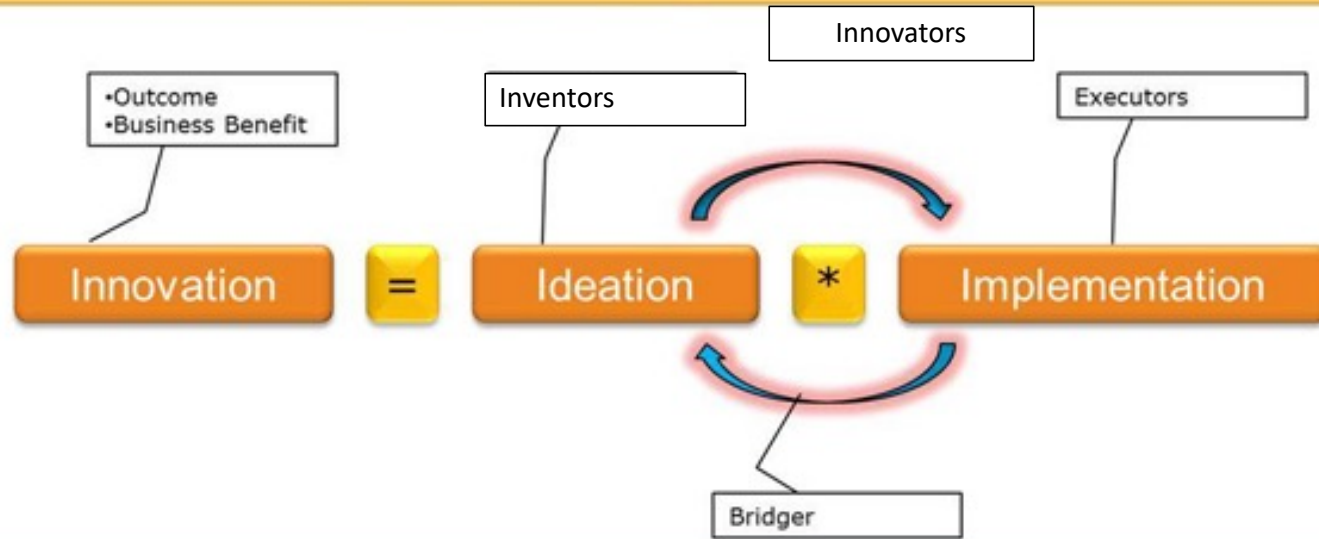 Innovators
•Outcome
•Business Benefit
Inventors
Executors
Innovation = Ideation * Implementation
Bridger